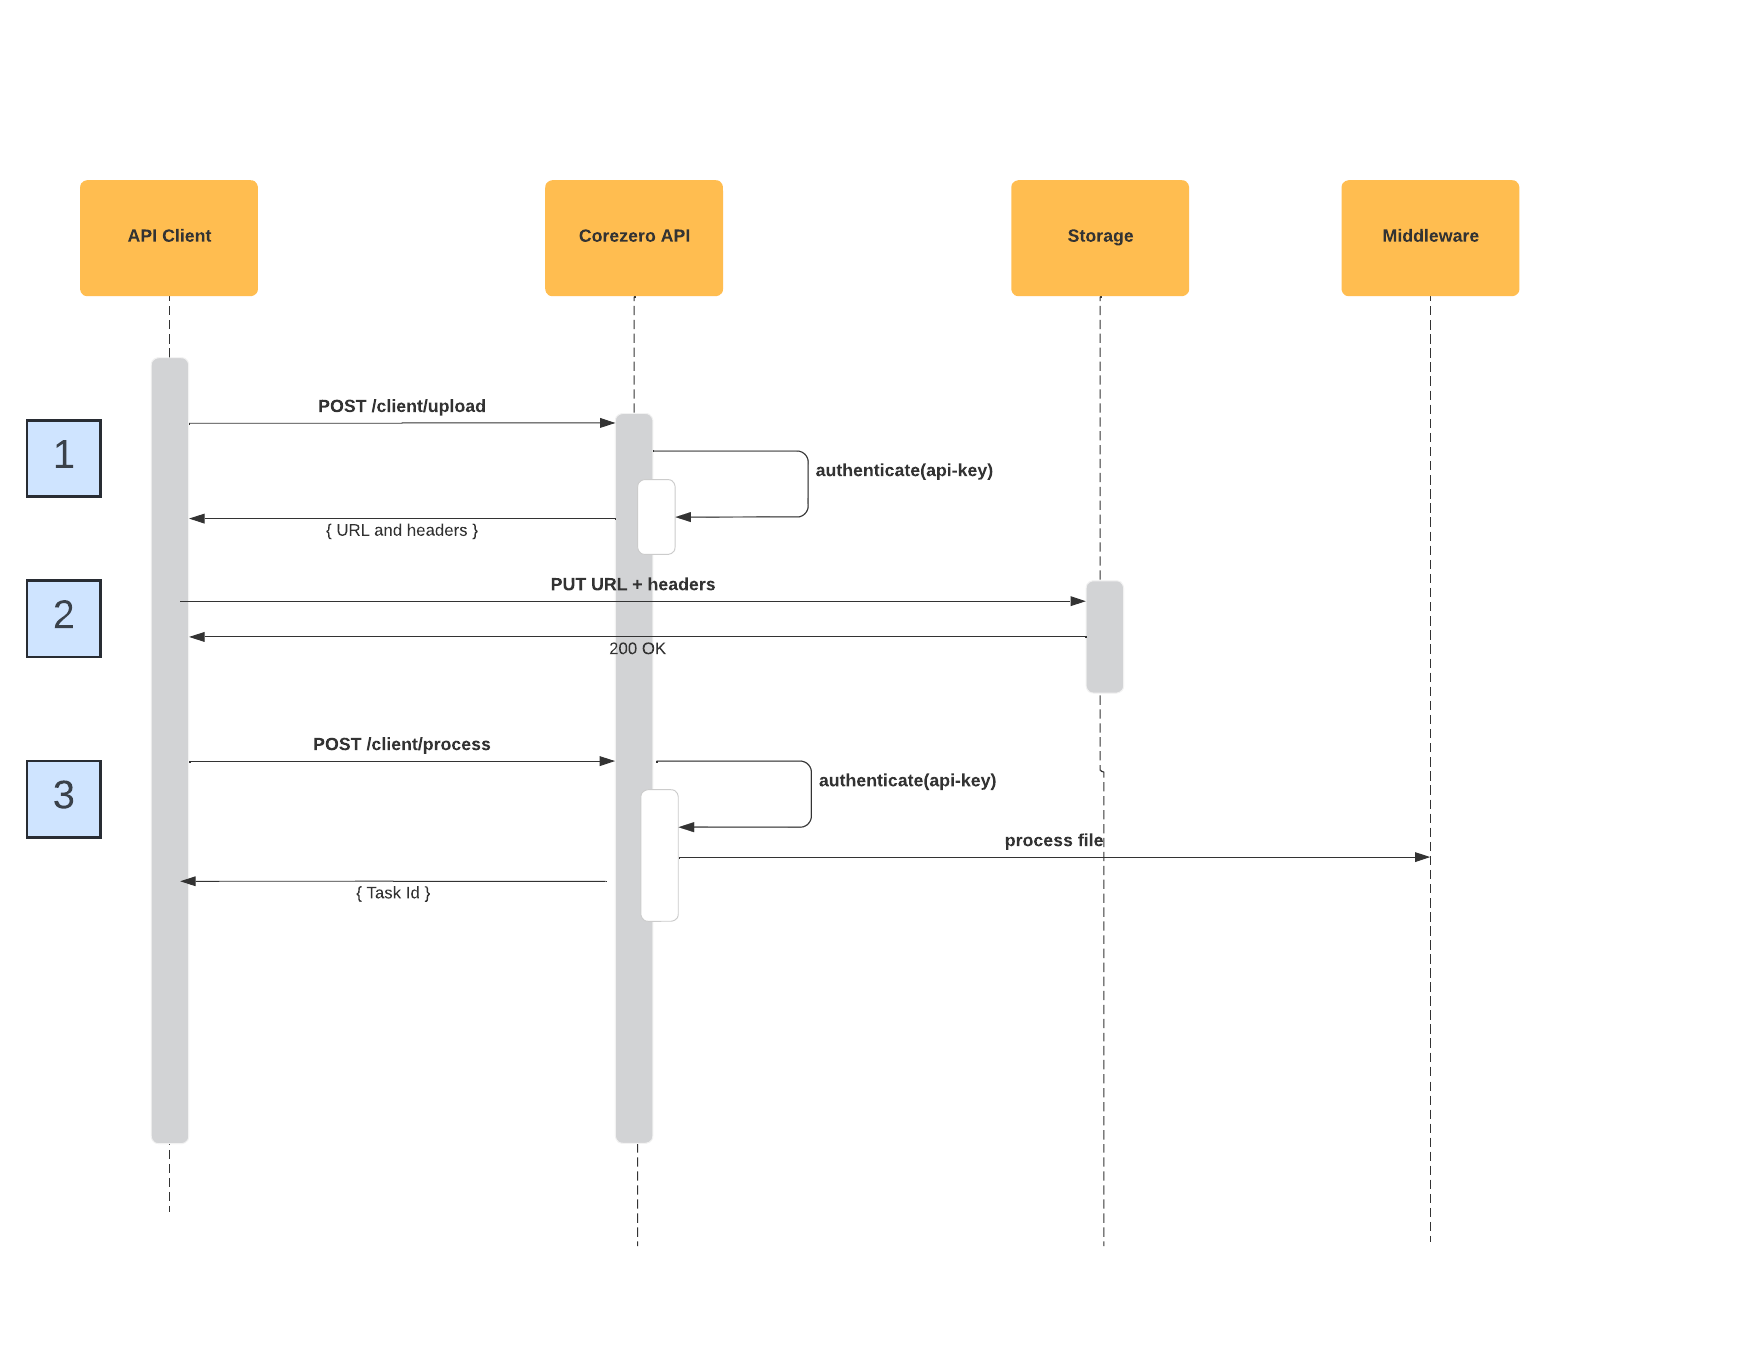 API Client
Corezero API
Storage
Middleware
POST /client/upload
1
authenticate(api-key)
{ URL and headers }
PUT URL + headers
2
200 OK
POST /client/process
3
authenticate(api-key)
process file
{ Task Id }